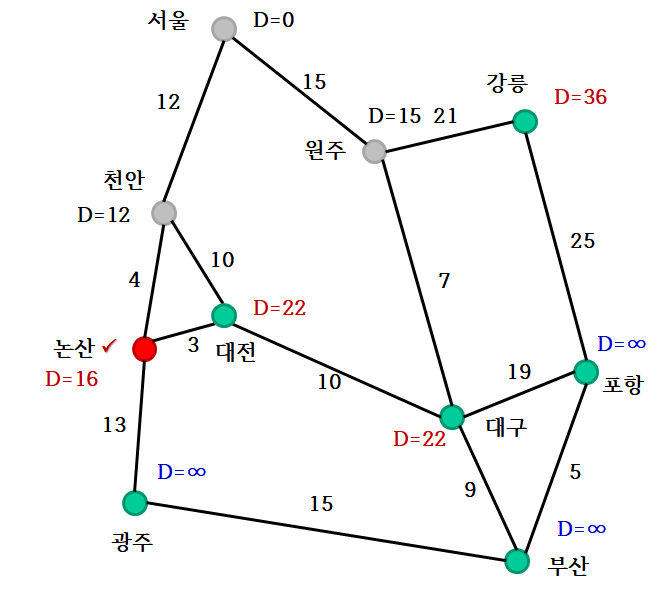 서울 D=0
12
15
강릉 D=36
D=15 21
원주
천안
D=12
10
25
4
7
D=22
논산 ✓
3
대전
D=∞
D=16
10
19
포항
13
D=22
대구
D=∞
9
5
15
D=∞
광주
부산